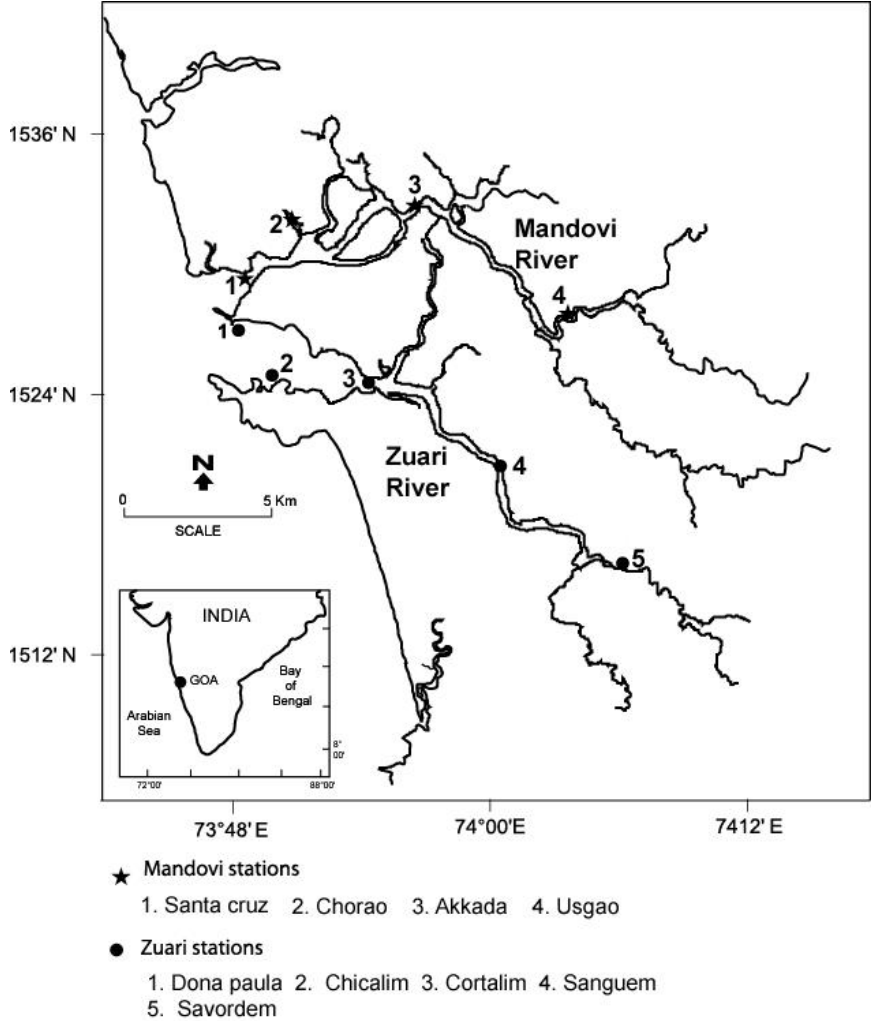 1536' N
3
2
Mandovi
River
1
4
1
2
3
1524' N
Zuari
River
4
N
0 5 Km
SCALE
5
INDIA
1512' N
GOA
Bay
of
Bengal
Arabian
Sea
8°
00'
72°00' 88°00'
73°48' E 74°00'E 7412' E
Mandovi stations
1. Santa cruz 2. Chorao 3. Akkada 4. Usgao
Zuari stations
1. Dona paula 2. Chicalim 3. Cortalim 4. Sanguem
5. Savordem